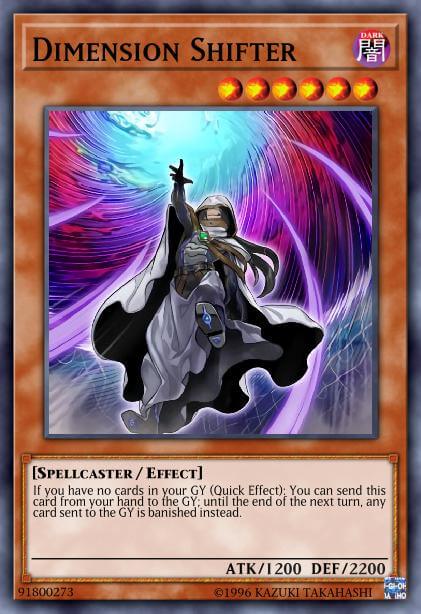 DIMENSION SHIFTER
DARK
闇
[SPELLCASTER / EFFECT]
If you have no cards in your GY (Quick Effect): You can send this
card from your hand to the GY; until the end of the next turn, any
card sent to the GY is banished instead.
ATK/1200 DEF/2200
91800273
©1996 KAZUKI TAKAHASHI